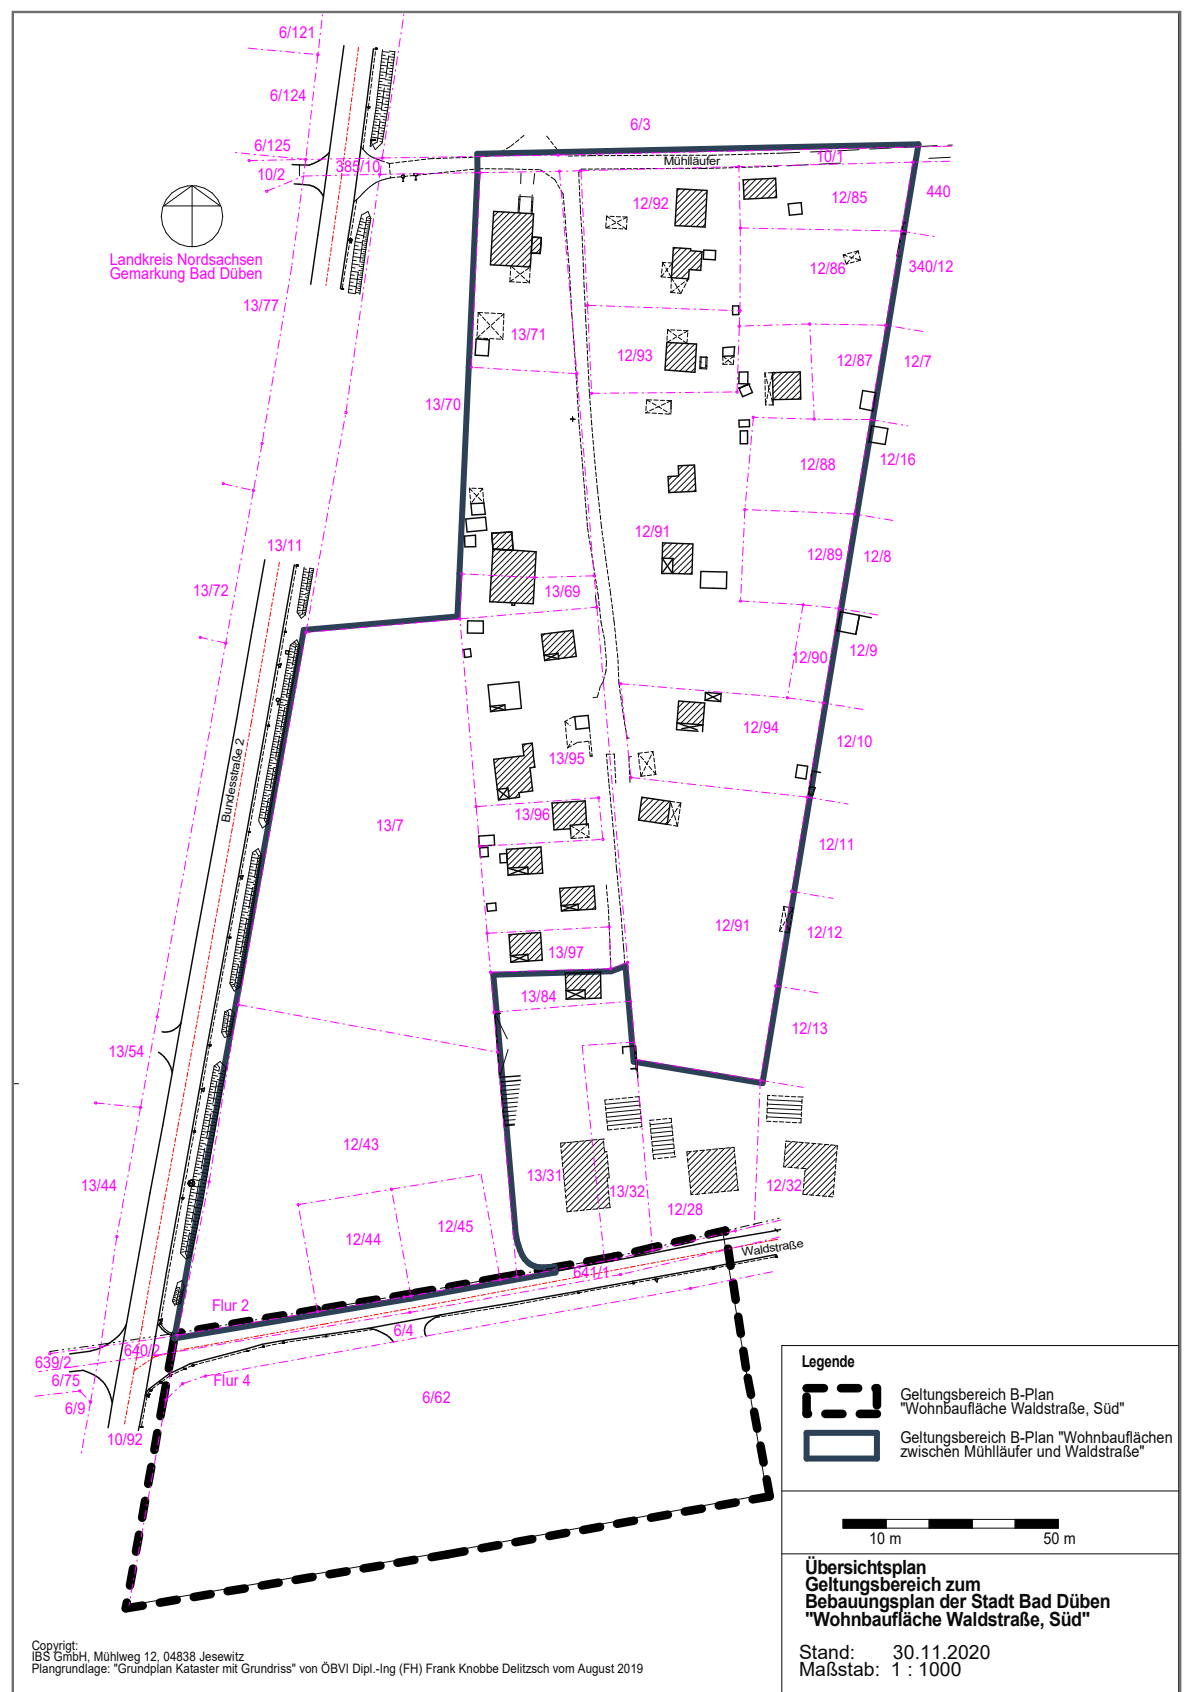 6/121
6/124
6/3
6/125
385/10
10/2
Mühlläufer
10/1
12/92
12/85
440
Landkreis Nordsachsen
Gemarkung Bad Düben
12/86
340/12
13/77
13/71
12/93
12/87
12/7
13/70
12/88
12/16
12/91
13/11
12/89
12/8
13/72
13/69
12/90
12/9
12/94
12/10
Bundesstraße 2
13/95
13/7
13/96
12/11
12/91
12/12
13/97
13/84
12/13
13/54
12/43
13/44
13/31
13/32
12/32
12/28
12/44
12/45
Waldstraße
641/1
Flur 2
6/4
640/2
639/2
6/75
Flur 4
6/9
6/62
10/92
Legende
Geltungsbereich B-Plan
"Wohnbaufläche Waldstraße, Süd"
Geltungsbereich B-Plan "Wohnbauflächen
zwischen Mühlläufer und Waldstraße"
10 m
50 m
Übersichtsplan
Geltungsbereich zum
Bebauungsplan der Stadt Bad Düben
"Wohnbaufläche Waldstraße, Süd"
Stand: 30.11.2020
Maßstab: 1 : 1000
Copyrigt:
IBS GmbH, Mühlweg 12, 04838 Jesewitz
Plangrundlage: "Grundplan Kataster mit Grundriss" von ÖBVI Dipl.-Ing (FH) Frank Knobbe Delitzsch vom August 2019